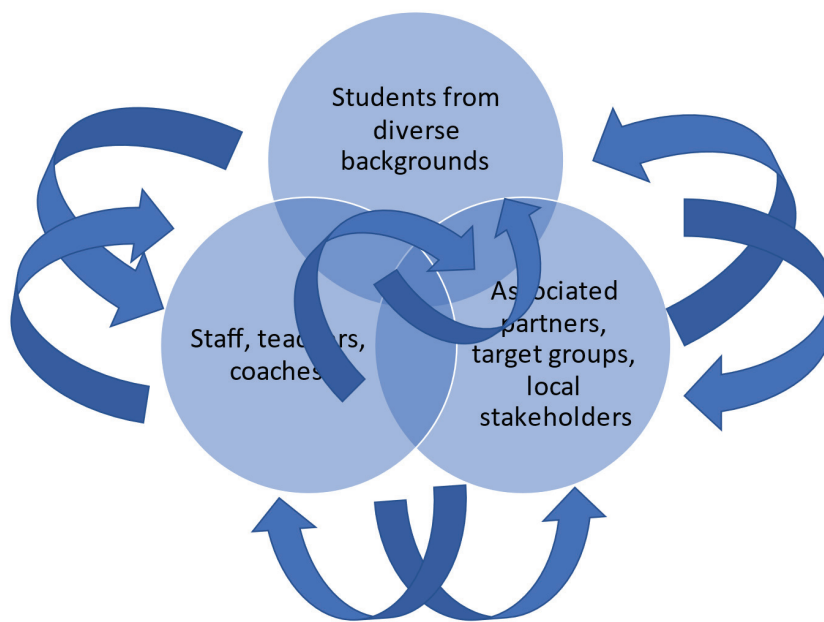 Students from
diverse
backgrounds
Staff, teachers,
coaches
Associated
partners,
target groups,
local
stakeholders